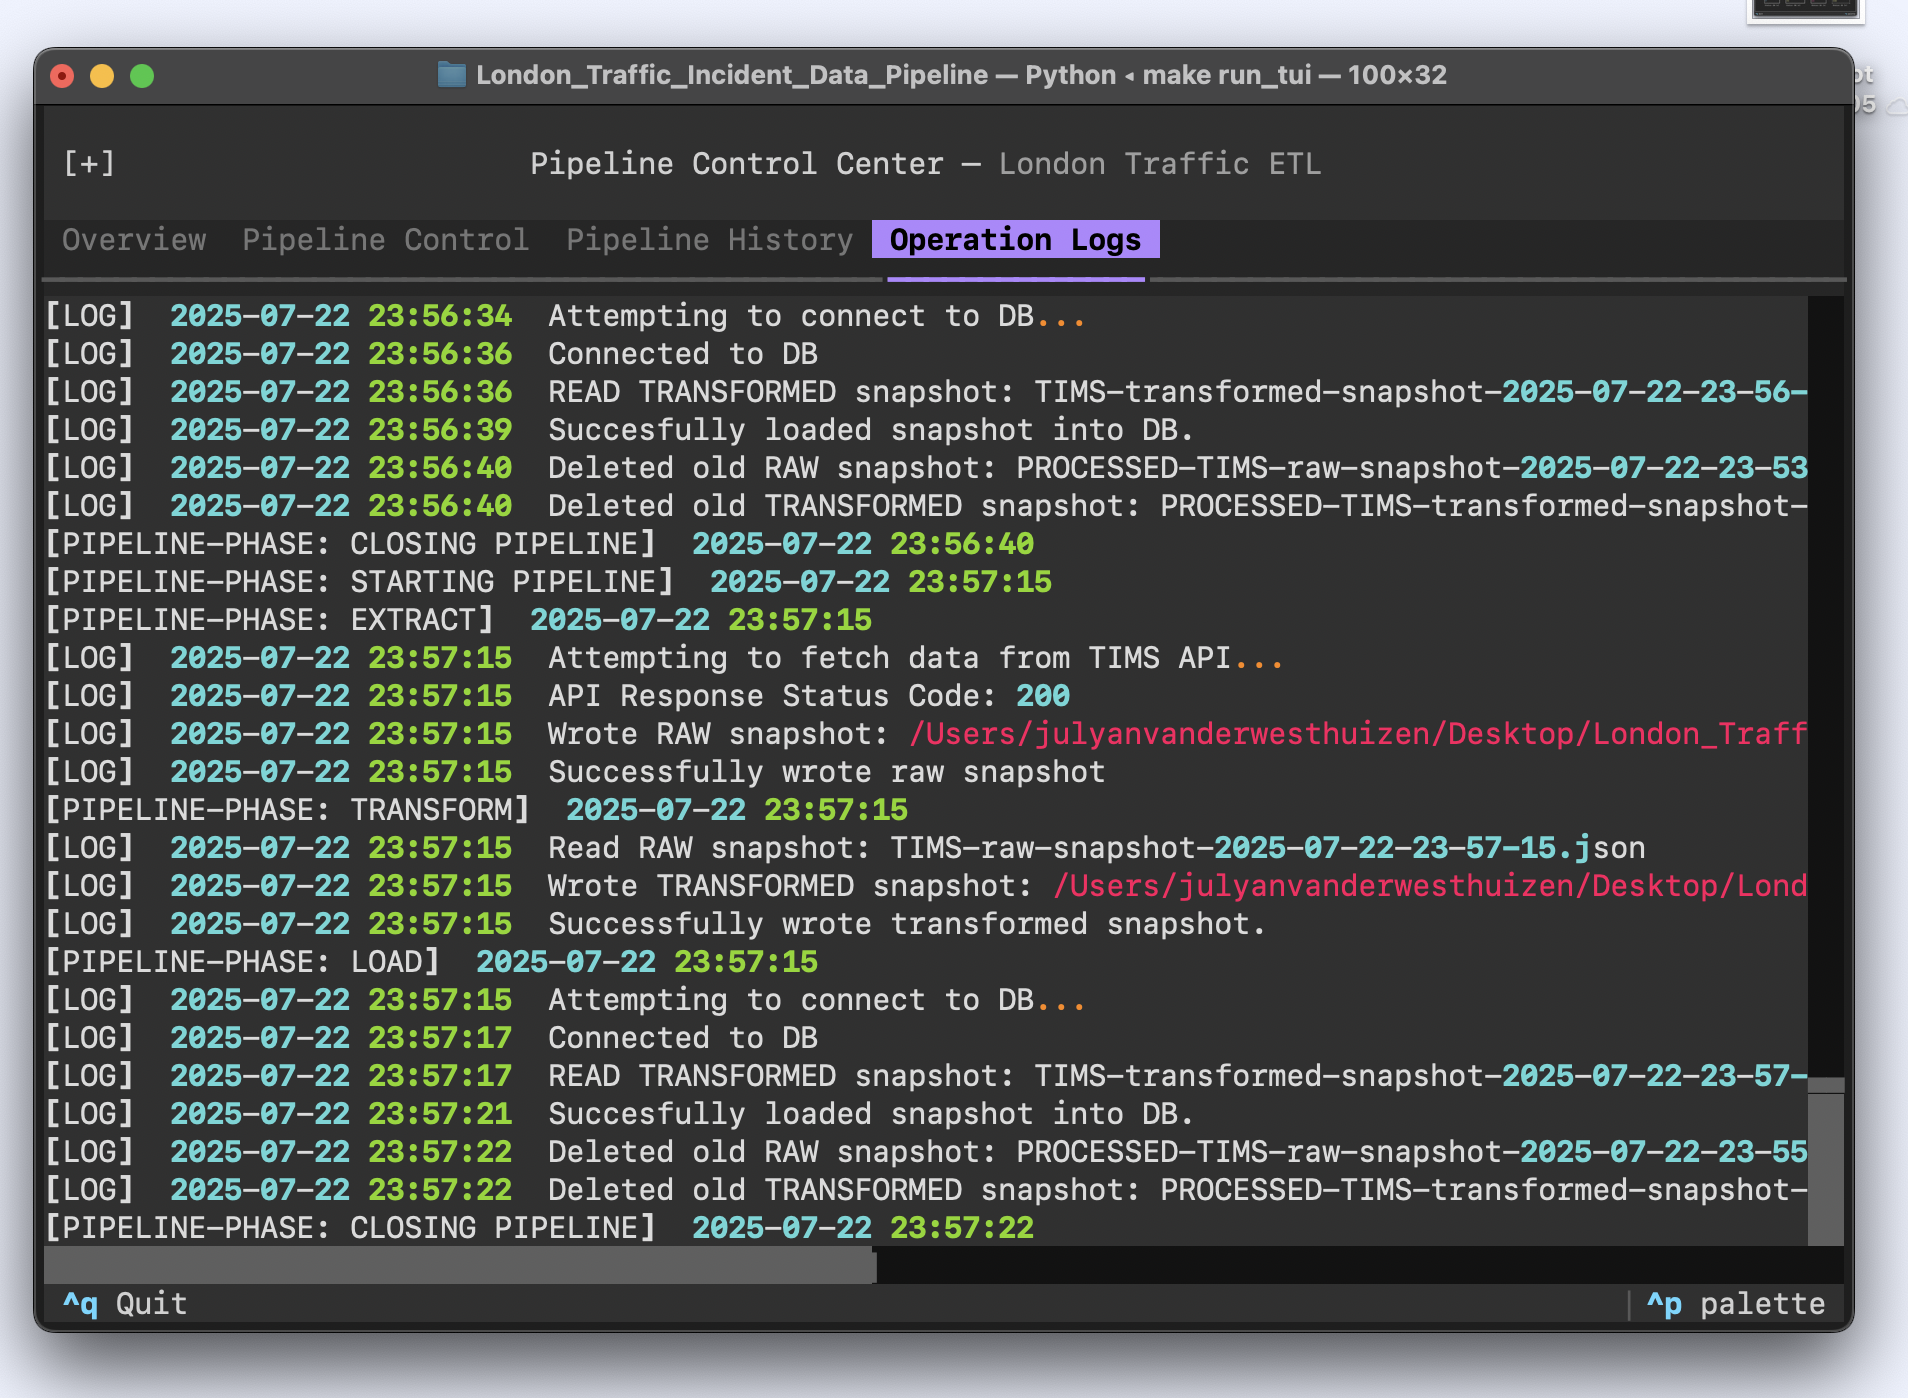 London_Traffic_Incident_Data_Pipeline — Python ◂ make run_tui — 100×32
[+] Pipeline Control Center — London Traffic ETL
Overview Pipeline Control Pipeline History Operation Logs
[LOG]  2025-07-22 23:56:34  Attempting to connect to DB...
[LOG]  2025-07-22 23:56:36  Connected to DB
[LOG]  2025-07-22 23:56:36  READ TRANSFORMED snapshot: TIMS-transformed-snapshot-2025-07-22-23-56-
[LOG]  2025-07-22 23:56:39  Succesfully loaded snapshot into DB.
[LOG]  2025-07-22 23:56:40  Deleted old RAW snapshot: PROCESSED-TIMS-raw-snapshot-2025-07-22-23-53
[LOG]  2025-07-22 23:56:40  Deleted old TRANSFORMED snapshot: PROCESSED-TIMS-transformed-snapshot-
[PIPELINE-PHASE: CLOSING PIPELINE]  2025-07-22 23:56:40
[PIPELINE-PHASE: STARTING PIPELINE]  2025-07-22 23:57:15
[PIPELINE-PHASE: EXTRACT]  2025-07-22 23:57:15
[LOG]  2025-07-22 23:57:15  Attempting to fetch data from TIMS API...
[LOG]  2025-07-22 23:57:15  API Response Status Code: 200
[LOG]  2025-07-22 23:57:15  Wrote RAW snapshot: /Users/julyanvanderwesthuizen/Desktop/London_Traff
[LOG]  2025-07-22 23:57:15  Successfully wrote raw snapshot
[PIPELINE-PHASE: TRANSFORM]  2025-07-22 23:57:15
[LOG]  2025-07-22 23:57:15  Read RAW snapshot: TIMS-raw-snapshot-2025-07-22-23-57-15.json
[LOG]  2025-07-22 23:57:15  Wrote TRANSFORMED snapshot: /Users/julyanvanderwesthuizen/Desktop/Lond
[LOG]  2025-07-22 23:57:15  Successfully wrote transformed snapshot.
[PIPELINE-PHASE: LOAD]  2025-07-22 23:57:15
[LOG]  2025-07-22 23:57:15  Attempting to connect to DB...
[LOG]  2025-07-22 23:57:17  Connected to DB
[LOG]  2025-07-22 23:57:17  READ TRANSFORMED snapshot: TIMS-transformed-snapshot-2025-07-22-23-57-
[LOG]  2025-07-22 23:57:21  Succesfully loaded snapshot into DB.
[LOG]  2025-07-22 23:57:22  Deleted old RAW snapshot: PROCESSED-TIMS-raw-snapshot-2025-07-22-23-55
[LOG]  2025-07-22 23:57:22  Deleted old TRANSFORMED snapshot: PROCESSED-TIMS-transformed-snapshot-
[PIPELINE-PHASE: CLOSING PIPELINE]  2025-07-22 23:57:22
^q Quit ^p palette